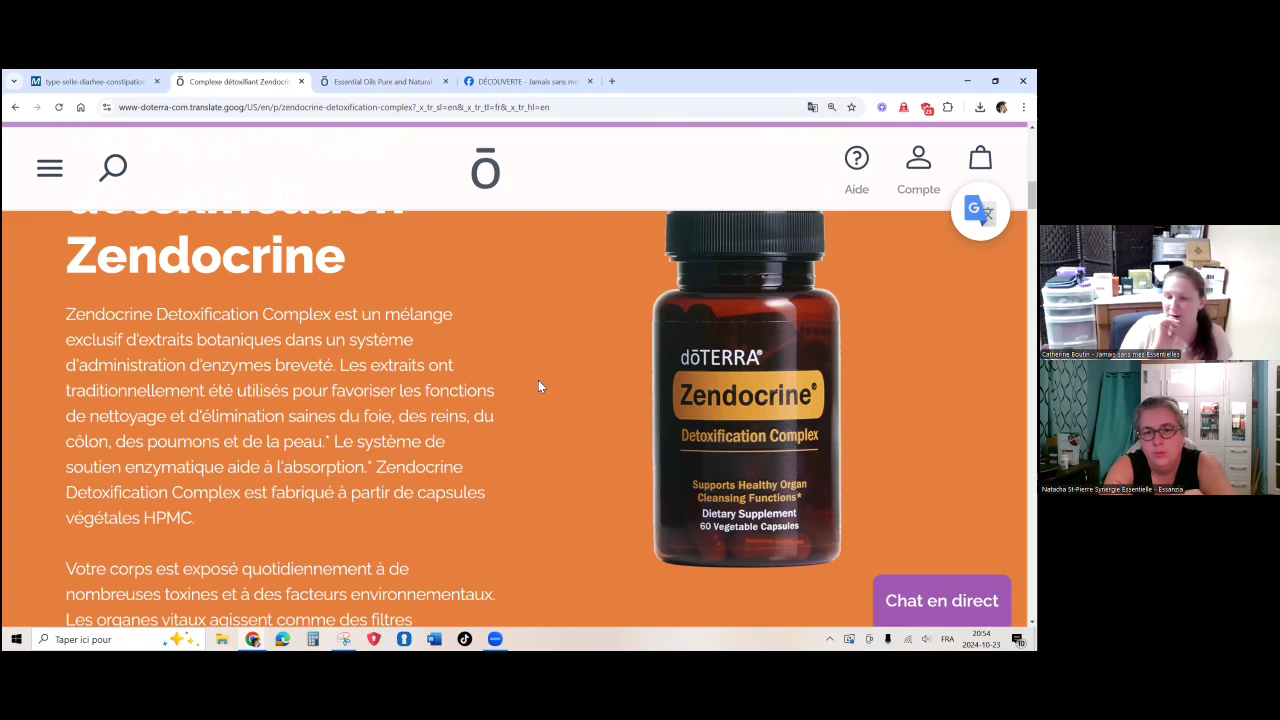 type-selle-diarhee-constipation
Complexe détoxifiant Zendocrin
Essential Oils Pure and Natural
DÉCOUVERTE - Jamais sans me
www-doterra-com.translate.goog/US/en/p/zendocrine-detoxification-complex?_x_tr_sl=en&_x_tr_tl=fr&_x_tr_hl=en
23
ō
Aide
Compte
G
détoxification
Zendocrine
Zendocrine Detoxification Complex est un mélange
exclusif d'extraits botaniques dans un système
d'administration d'enzymes breveté. Les extraits ont
traditionnellement été utilisés pour favoriser les fonctions
de nettoyage et d'élimination saines du foie, des reins, du
côlon, des poumons et de la peau.* Le système de
soutien enzymatique aide à l'absorption.* Zendocrine
Detoxification Complex est fabriqué à partir de capsules
végétales HPMC.
Votre corps est exposé quotidiennement à de
nombreuses toxines et à des facteurs environnementaux.
Les organes vitaux agissent comme des filtres
dōTERRA®
Zendocrine®
Detoxification Complex
Supports Healthy Organ
Cleansing Functions*
Dietary Supplement
60 Vegetable Capsules
Chat en direct
Catherine Boutin - Jamais sans mes Essentielles
Natacha St-Pierre Synergie Essentielle - Essanzia
Taper ici pour
FRA
20:54
2024-10-23
10